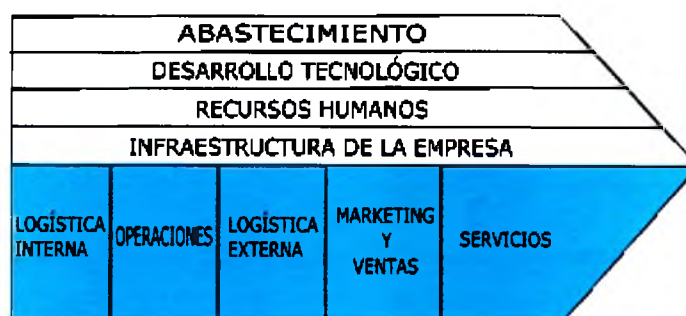 ABASTECIMIENTO
DESARROLLO TECNOLÓGICO
RECURSOS HUMANOS
INFRAESTRUCTURA DE LA EMPRESA
LOGÍSTICA
INTERNA
OPERACIONES
LOGÍSTICA
EXTERNA
MARKETING
Y
VENTAS
SERVICIOS